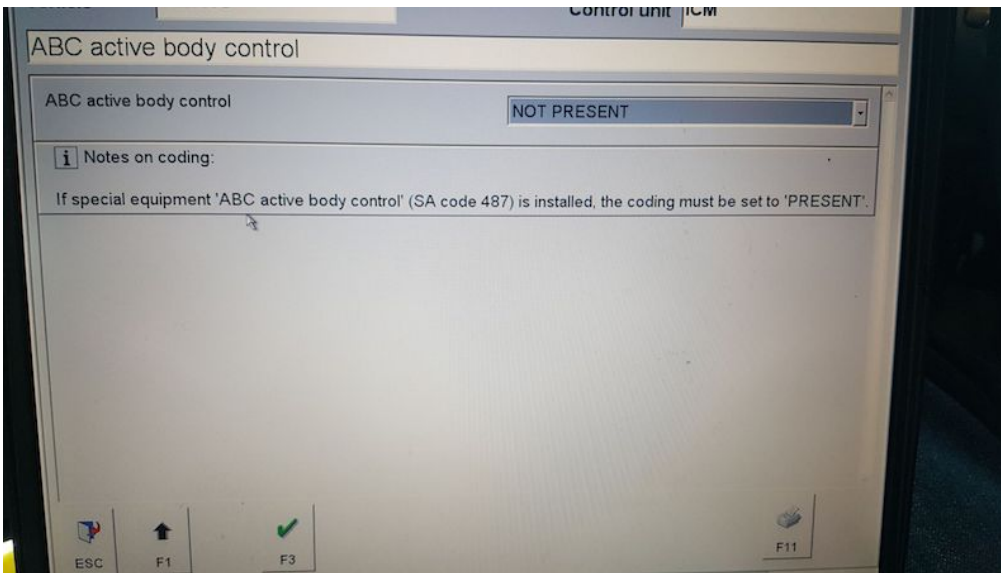 Control unit ICM
ABC active body control
ABC active body control NOT PRESENT
i Notes on coding:
If special equipment 'ABC active body control' (SA code 487) is installed, the coding must be set to 'PRESENT'.
ESC F1 F3 F11